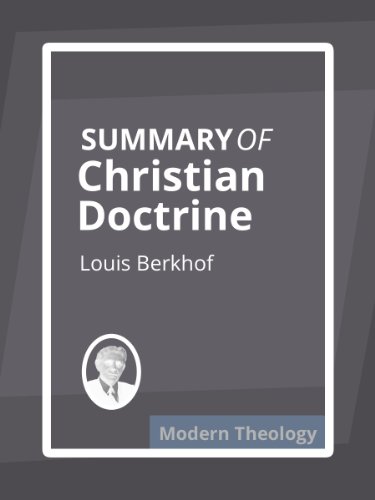 SUMMARY OF
Christian
Doctrine
Louis Berkhof
Modern Theology